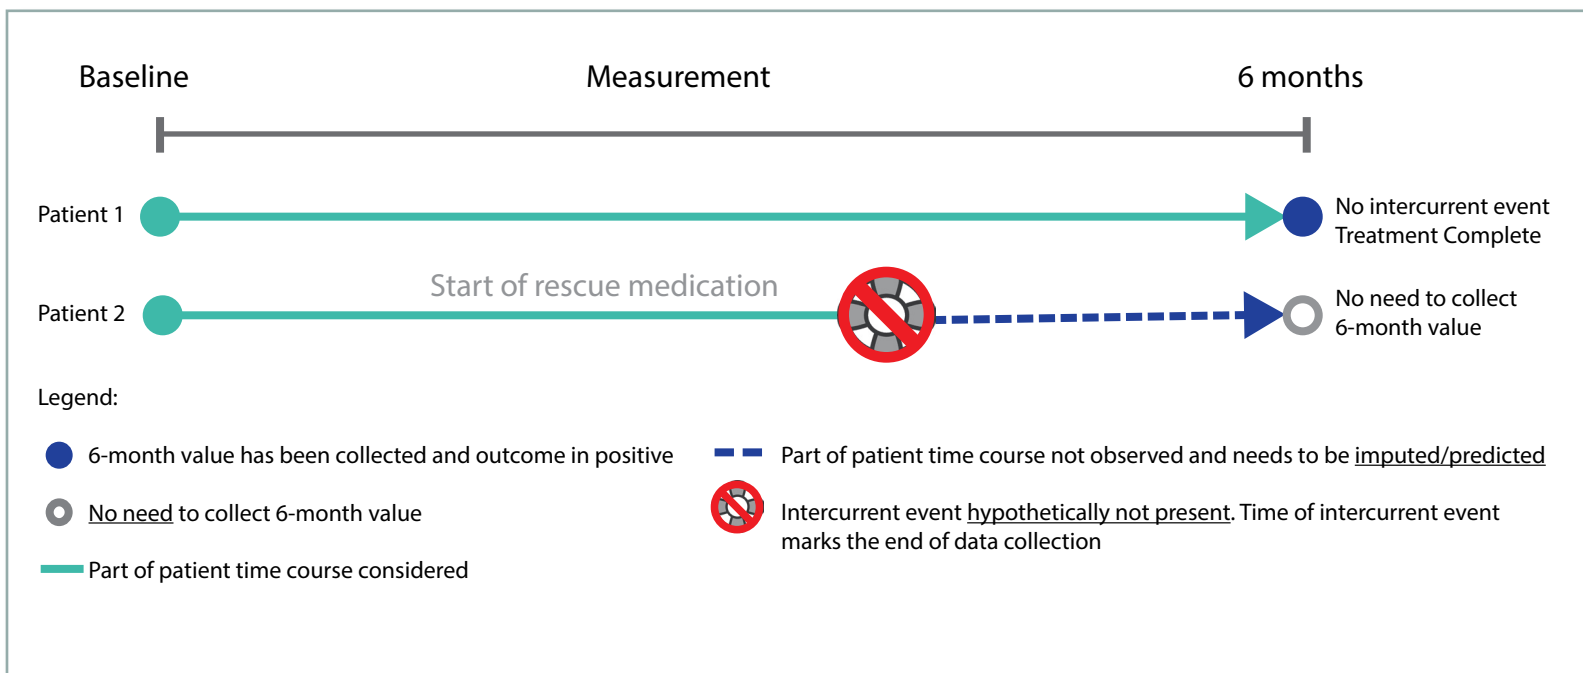 Baseline
Measurement
6 months
Patient 1
No intercurrent event
Treatment Complete
Start of rescue medication
Patient 2
No need to collect
6-month value
Legend:
6-month value has been collected and outcome in positive
No need to collect 6-month value
Part of patient time course considered
Part of patient time course not observed and needs to be imputed/predicted
Intercurrent event hypothetically not present. Time of intercurrent event
marks the end of data collection